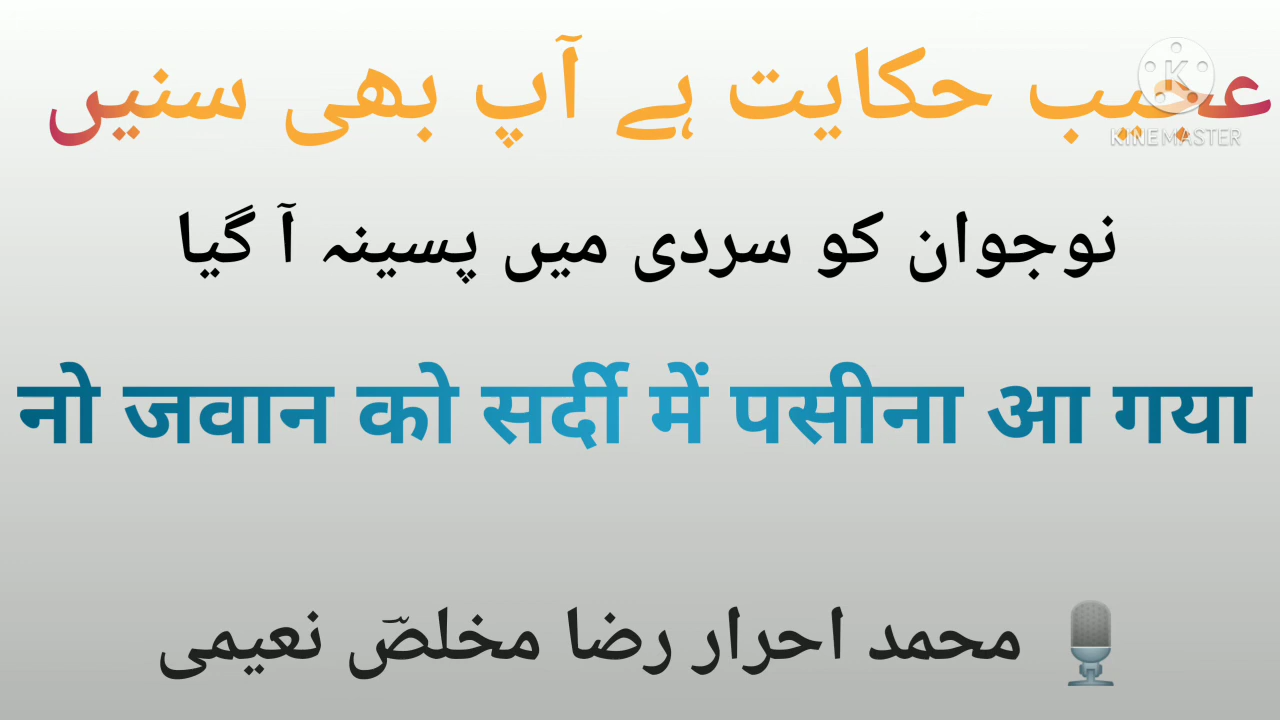 عجیب حکایت ہے آپ بھی سنیں
KINEMASTER
نوجوان کو سردی میں پسینہ آ گیا
नो जवान को सर्दी में पसीना आ गया
محمد احرار رضا مخلصؔ نعیمی